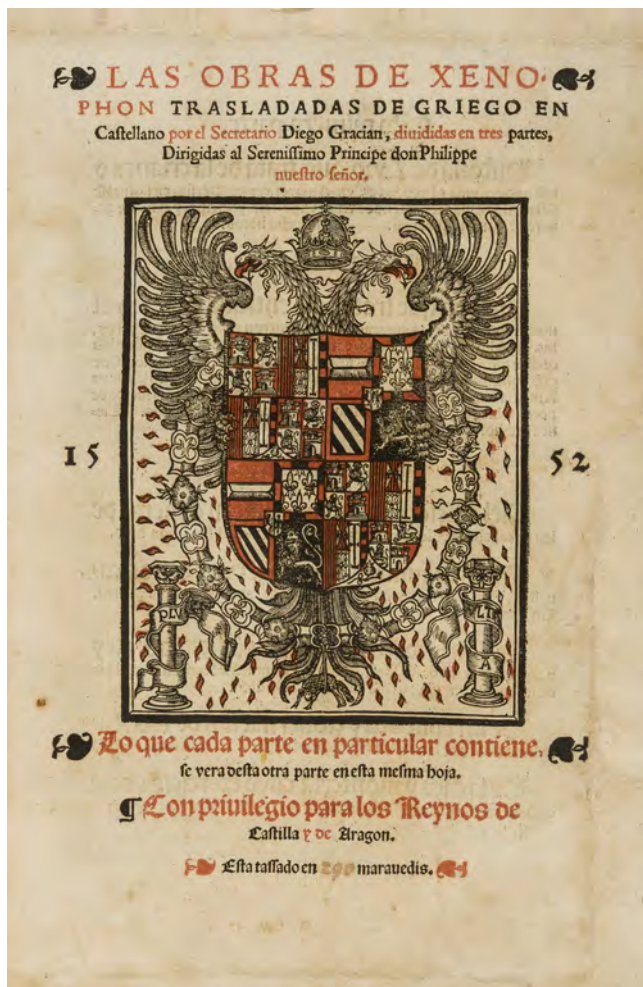 LAS OBRAS DE XENO-
PHON TRASLADADAS DE GRIEGO EN
Caſtellano por el Secretario Diego Gracian, diuididas en tres partes,
Dirigidas al Sereniſſimo Principe don Philippe
nueſtro ſeñor.
15 52
PLV
Lo que cada parte en particular contiene,
ſe vera deſta otra parte en eſta meſma hoja.
¶ Con priuilegio para los Reynos de
Caſtilla y de Aragon.
Eſta taſſado en marauedis.